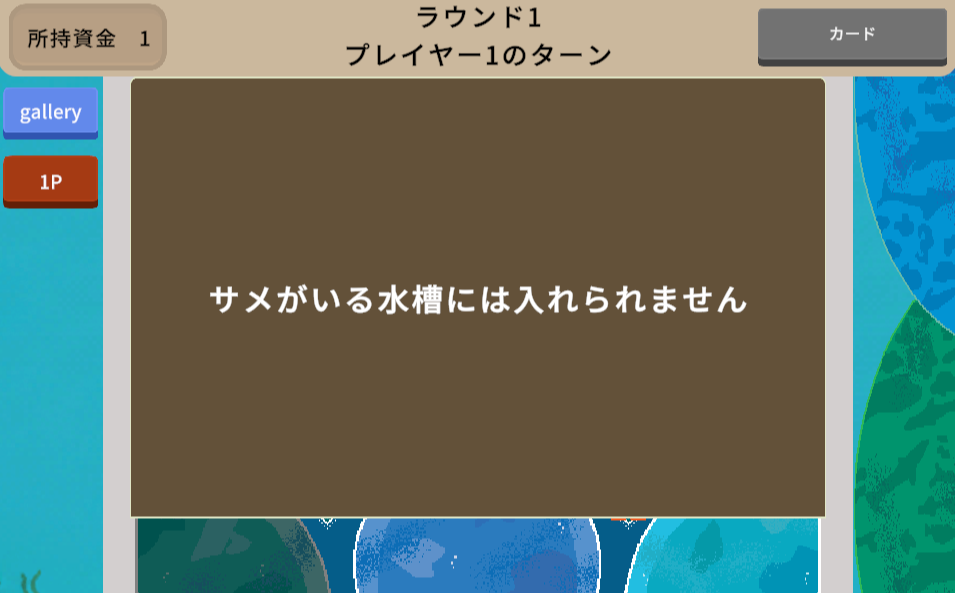 所持資金 1
ラウンド1
プレイヤー1のターン
カード
gallery
1P
サメがいる水槽には入れられません